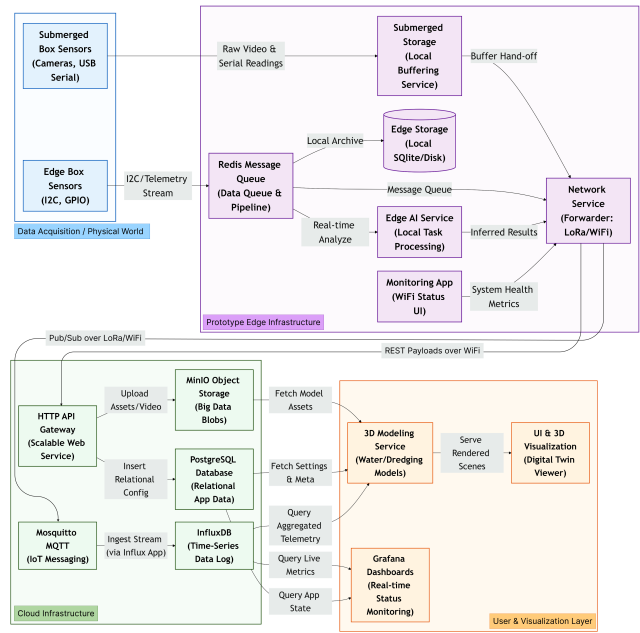 Submerged
Box Sensors
(Cameras, USB
Serial)
Raw Video &
Serial Readings
Submerged
Storage
(Local
Buffering
Service)
Buffer Hand-off
Edge Box
Sensors
(I2C, GPIO)
I2C/Telemetry
Stream
Redis Message
Queue
(Data Queue &
Pipeline)
Local Archive
Edge Storage
(Local
SQlite/Disk)
Message Queue
Real-time
Analyze
Edge AI Service
(Local Task
Processing)
Inferred Results
Network
Service
(Forwarder:
LoRa/WiFi)
Monitoring App
(WiFi Status
UI)
System Health
Metrics
Data Acquisition / Physical World
Prototype Edge Infrastructure
Pub/Sub over LoRa/WiFi
REST Payloads over WiFi
HTTP API
Gateway
(Scalable Web
Service)
Upload
Assets/Video
MinIO Object
Storage
(Big Data
Blobs)
Fetch Model
Assets
Insert
Relational
Config
PostgreSQL
Database
(Relational
App Data)
Fetch Settings
& Meta
3D Modeling
Service
(Water/Dredging
Models)
Serve
Rendered
Scenes
UI & 3D
Visualization
(Digital Twin
Viewer)
Mosquitto
MQTT
(IoT Messaging)
Ingest Stream
(via Influx App)
InfluxDB
(Time-Series
Data Log)
Query
Aggregated
Telemetry
Query Live
Metrics
Query App
State
Grafana
Dashboards
(Real-time
Status
Monitoring)
Cloud Infrastructure
User & Visualization Layer